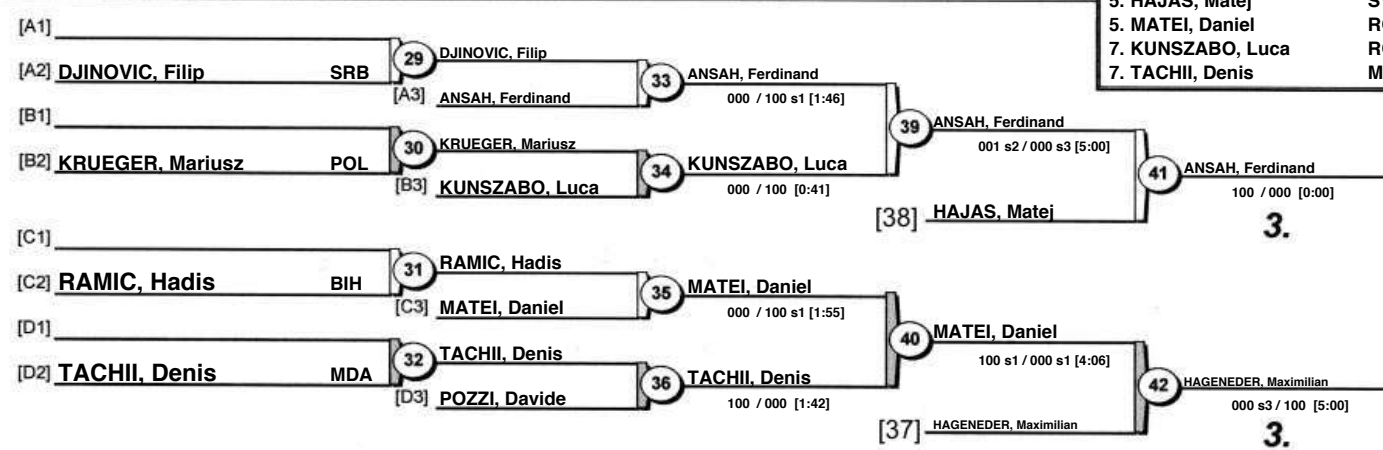 5. HAJAS, Matej
5. MATEI, Daniel
7. KUNSZABO, Luca
7. TACHII, Denis M
[A1]
[A2] DJINOVIC, Filip SRB
29
DJINOVIC, Filip
[A3] ANSAH, Ferdinand
33
ANSAH, Ferdinand
000 / 100 s1 [1:46]
[B1]
[B2] KRUEGER, Mariusz POL
30
KRUEGER, Mariusz
[B3] KUNSZABO, Luca
34
KUNSZABO, Luca
000 / 100 [0:41]
39
ANSAH, Ferdinand
001 s2 / 000 s3 [5:00]
[38] HAJAS, Matej
41
ANSAH, Ferdinand
100 / 000 [0:00]
3.
[C1]
[C2] RAMIC, Hadis BIH
31
RAMIC, Hadis
[C3] MATEI, Daniel
35
MATEI, Daniel
000 / 100 s1 [1:55]
[D1]
[D2] TACHII, Denis MDA
32
TACHII, Denis
[D3] POZZI, Davide
36
TACHII, Denis
100 / 000 [1:42]
40
MATEI, Daniel
100 s1 / 000 s1 [4:06]
[37] HAGENEDER, Maximilian
42
HAGENEDER, Maximilian
000 s3 / 100 [5:00]
3.